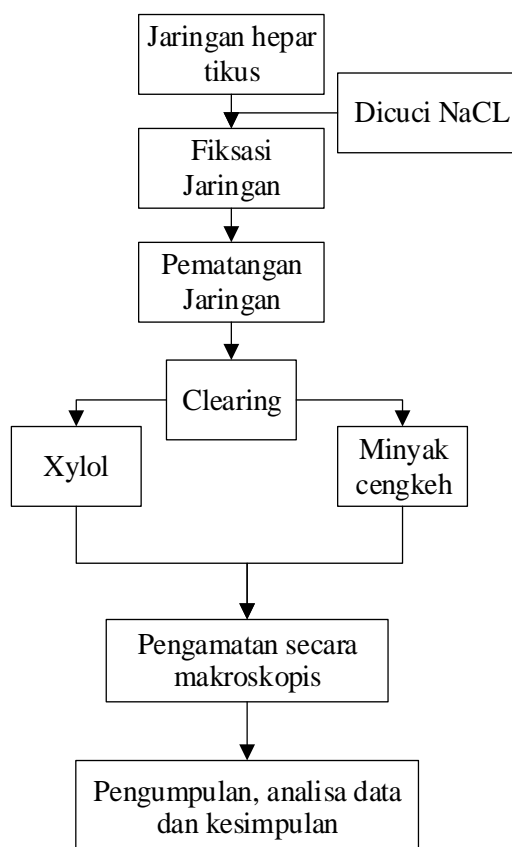 Jaringan hepar
tikus
Dicuci NaCL
Fiksasi
Jaringan
Pematangan
Jaringan
Clearing
Xylol
Minyak
cengkeh
Pengamatan secara
makroskopis
Pengumpulan, analisa data
dan kesimpulan